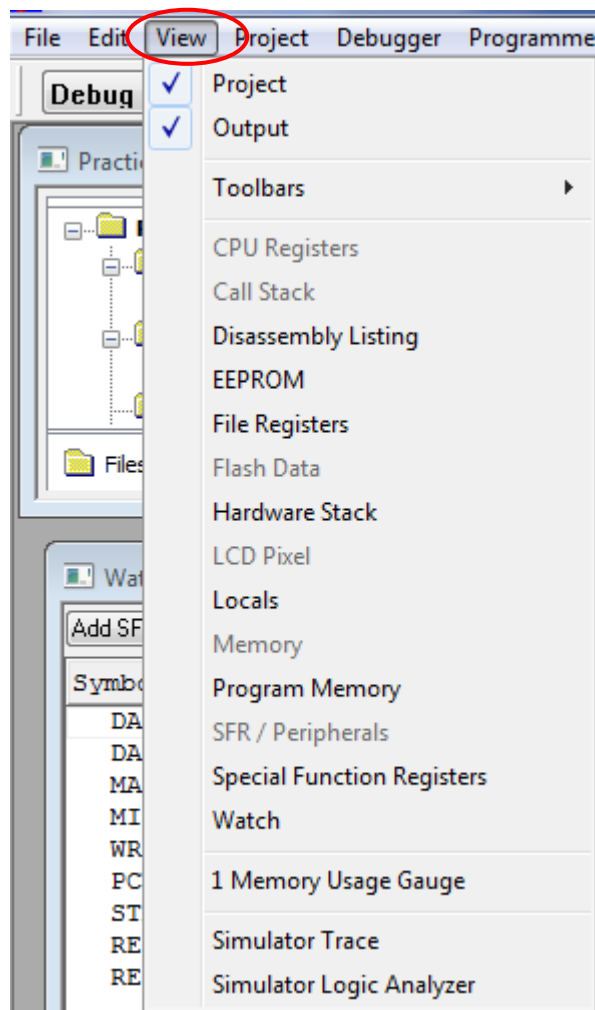 File Edit View Project Debugger Programme
Debug
Project
Output
Practi
Toolbars
CPU Registers
Call Stack
Disassembly Listing
EEPROM
File Registers
Files
Flash Data
Hardware Stack
LCD Pixel
Wat
Locals
Add SF
Memory
Symbo
Program Memory
DA
SFR / Peripherals
DA
MA
Special Function Registers
MI
Watch
WR
PC
1 Memory Usage Gauge
ST
RE
Simulator Trace
RE
Simulator Logic Analyzer